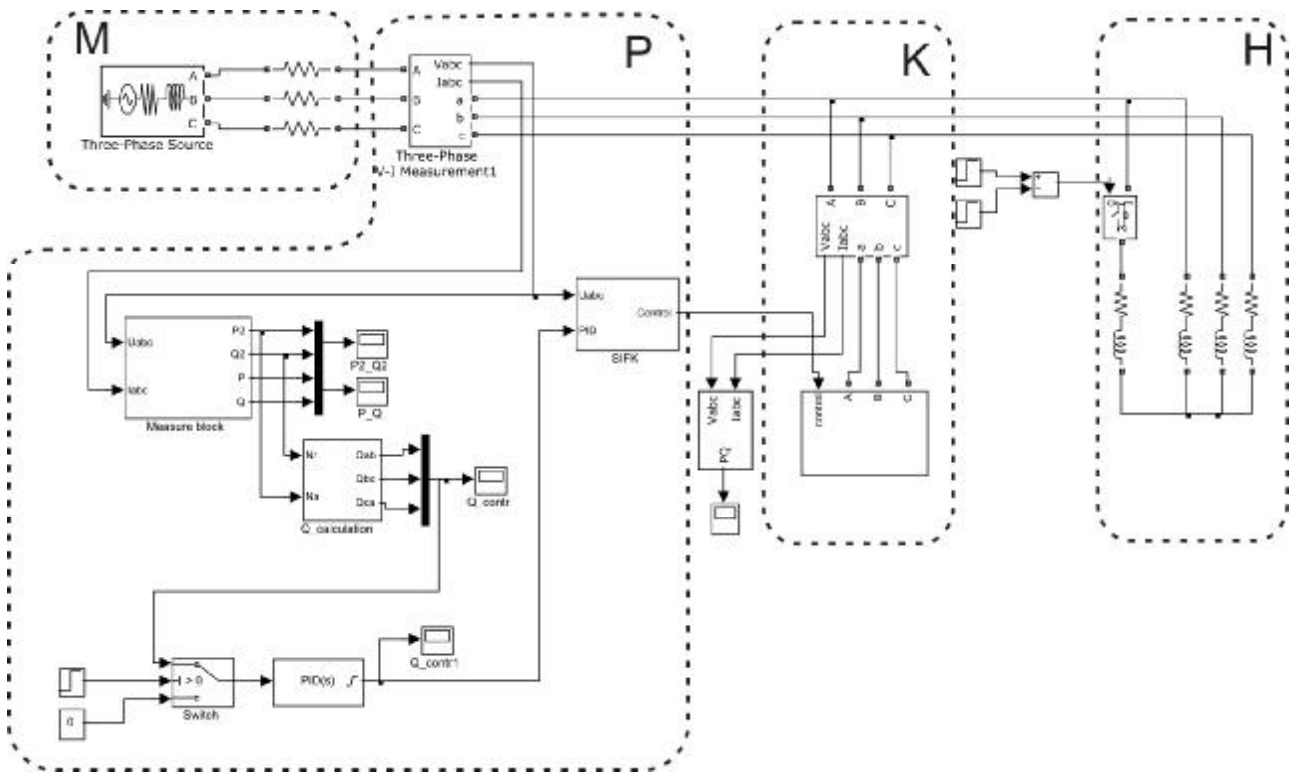 M
P
K
H
A
B
C
Three-Phase Source
A
B
C
Vabc
Iabc
a
b
c
Three-Phase
V-I Measurement1
A
B
C
Vabc
Iabc
a
b
c
Uabc
PID
Control
SIFK
Uabc
Iabc
P2
Q2
P
Q
Measure block
P2_Q2
P_Q
Nr
Na
Qab
Qbc
Qca
Q_calculation
Q_contr
Vabc
Iabc
PQ
control
A
B
C
Q_contr1
> 0
Switch
0
PID(s)